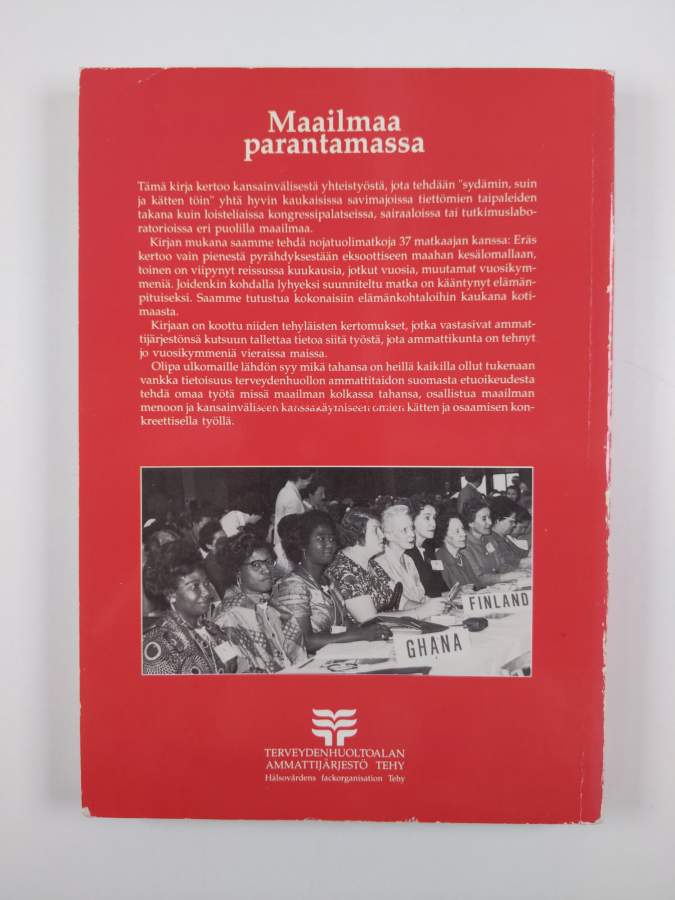 Maailmaa
parantamassa
Tämä kirja kertoo kansainvälisestä yhteistyöstä, jota tehdään "sydämin, suin
ja kätten töin" yhtä hyvin kaukaisissa savimajoissa tiettömien taipaleiden
takana kuin loisteliaissa kongressipalatseissa, sairaaloissa tai tutkimuslabo-
ratorioissa eri puolilla maailmaa.
Kirjan mukana saamme tehdä nojatuolimatkoja 37 matkaajan kanssa: Eräs
kertoo vain pienestä pyrähdyksestään eksoottiseen maahan kesälomallaan,
toinen on viipynyt reissussa kuukausia, jotkut vuosia, muutamat vuosikym-
meniä. Joidenkin kohdalla lyhyeksi suunniteltu matka on kääntynyt elämän-
pituiseksi. Saamme tutustua kokonaisiin elämänkohtaloihin kaukana koti-
maasta.
Kirjaan on koottu niiden tehyläisten kertomukset, jotka vastasivat ammat-
tijärjestönsä kutsuun tallettaa tietoa siitä työstä, jota ammattikunta on tehnyt
jo vuosikymmeniä vieraissa maissa.
Olipa ulkomaille lähdön syy mikä tahansa on heillä kaikilla ollut tukenaan
vankka tietoisuus terveydenhuollon ammattitaidon suomasta etuoikeudesta
tehdä omaa työtä missä maailman kolkassa tahansa, osallistua maailman
menoon ja kansainväliseen kanssakäymiseen omien kätten ja osaamisen kon-
kreettisella työllä.
FINLAND
GHANA
TERVEYDENHUOLTOALAN
AMMATTIJÄRJESTÖ TEHY
Hälsovårdens fackorganisation Tehy